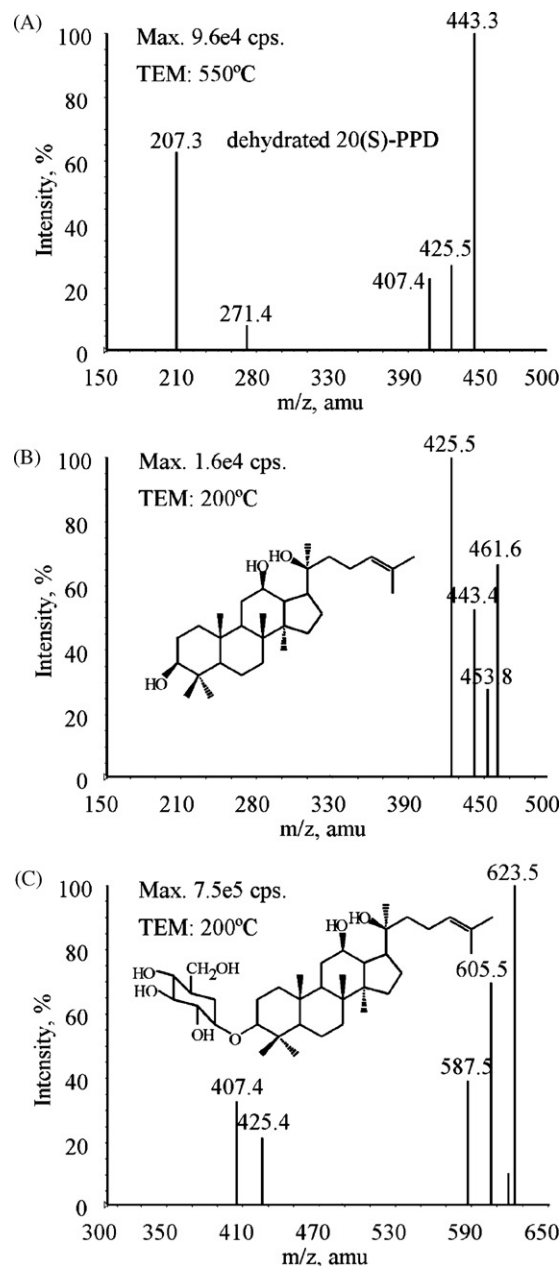 (A)
Max. 9.6e4 cps.
TEM: 550ºC
dehydrated 20(S)-PPD
443.3
207.3
425.5
407.4
271.4
Intensity, %
100
80
60
40
20
0
150 210 280 330 390 450 500
m/z, amu
(B)
Max. 1.6e4 cps.
TEM: 200ºC
425.5
461.6
443.4
453.8
HO
HO
HO
Intensity, %
100
80
60
40
20
0
150 210 280 330 390 450 500
m/z, amu
(C)
Max. 7.5e5 cps.
TEM: 200ºC
623.5
605.5
587.5
407.4
425.4
HO
HO
HO
CH2OH
HO
OH
O
Intensity, %
100
80
60
40
20
0
300 360 410 470 530 590 650
m/z, amu